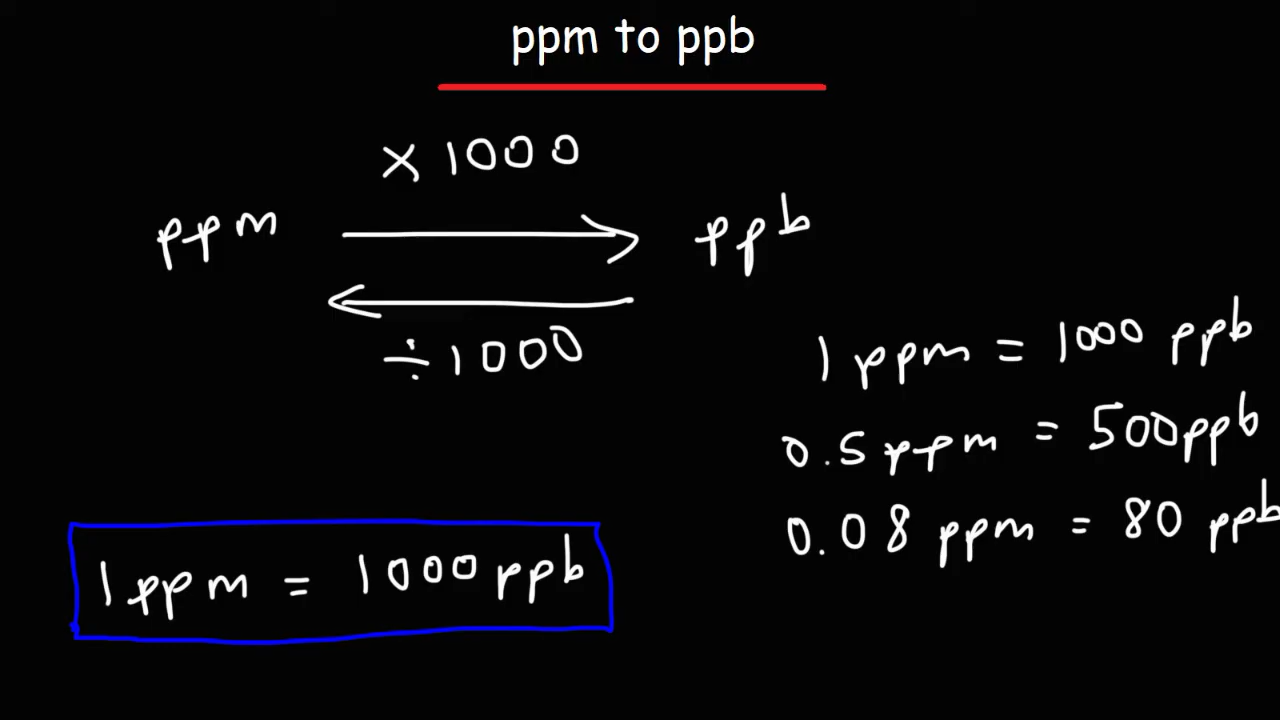 ppm to ppb
× 1000
ppm ⟶ ppb
⟵
÷ 1000
1 ppm = 1000 ppb
0.5 ppm = 500 ppb
0.08 ppm = 80 ppb
1 ppm = 1000 ppb